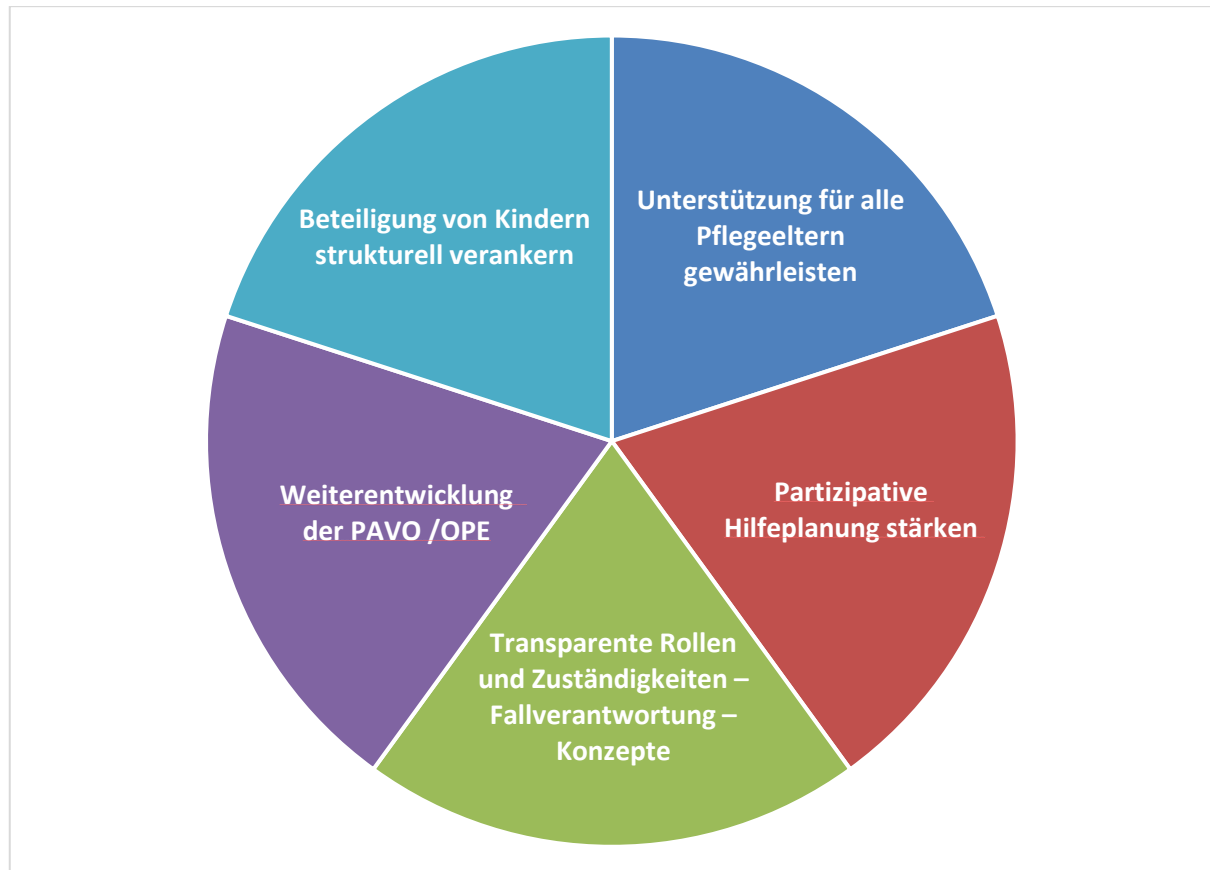 Unterstützung für alle
Pflegeeltern
gewährleisten
Partizipative
Hilfeplanung stärken
Transparente Rollen
und Zuständigkeiten –
Fallverantwortung –
Konzepte
Weiterentwicklung
der PAVO /OPE
Beteiligung von Kindern
strukturell verankern